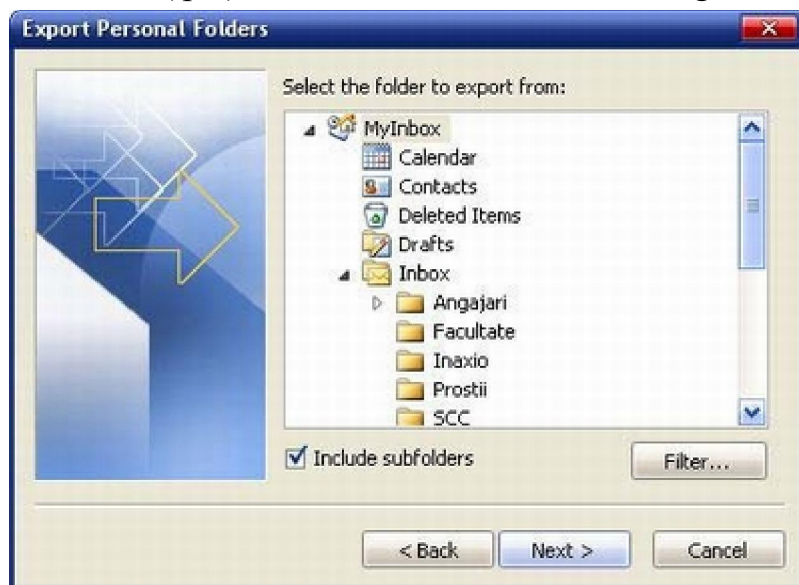 Export Personal Folders
Select the folder to export from:
MyInbox
Calendar
Contacts
Deleted Items
Drafts
Inbox
Angajari
Facultate
Inaxio
Prostii
SCC
Include subfolders
Filter...
< Back
Next >
Cancel